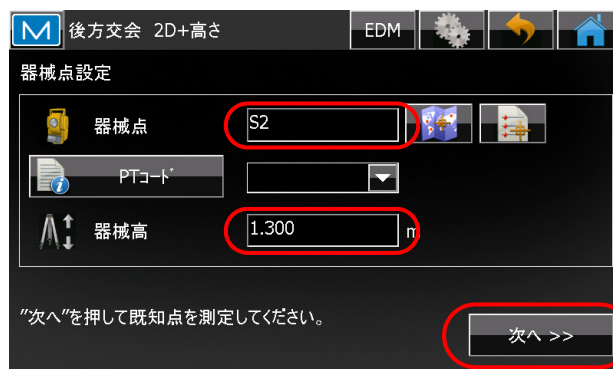 M 後方交会 2D+高さ EDM
器械点設定
器械点 S2
PTコード
器械高 1.300 m
"次へ"を押して既知点を測定してください。
次へ >>